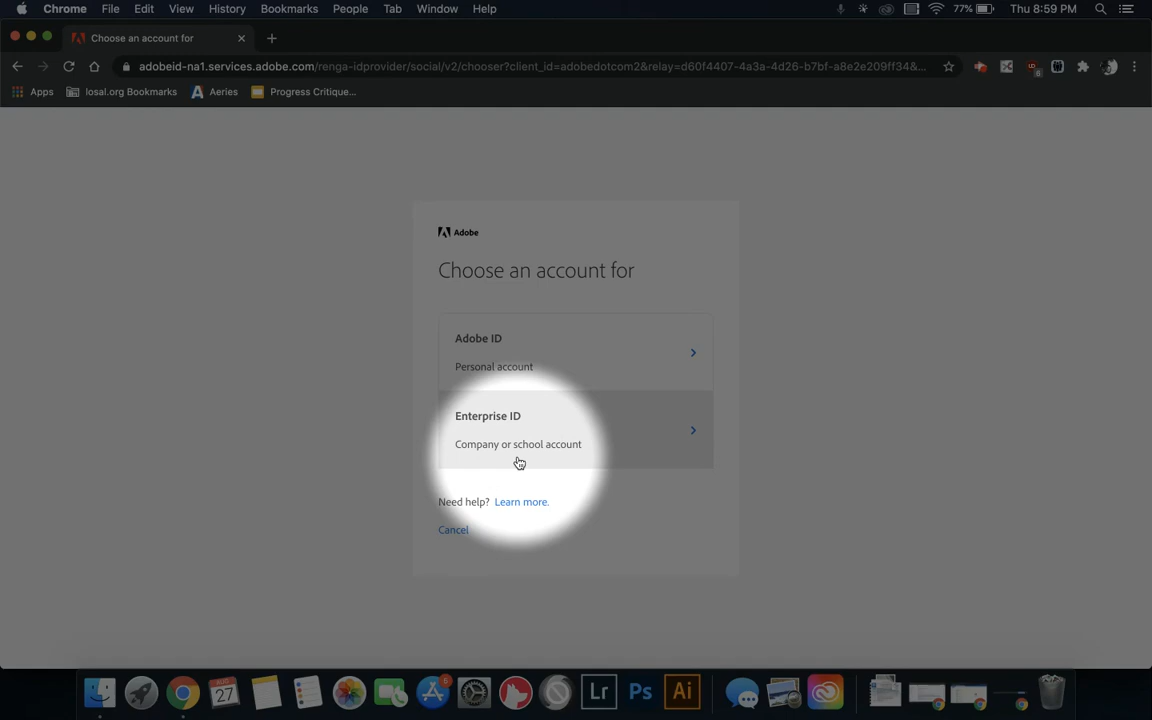 Chrome File Edit View History Bookmarks People Tab Window Help 77% Thu 8:59 PM
Choose an account for
adobeid-na1.services.adobe.com/renga-idprovider/social/v2/chooser?client_id=adobedotcom2&relay=d60f4407-4a3a-4d26-b7bf-a8e2e209ff34&...
Apps losal.org Bookmarks Aeries Progress Critique...
Adobe
Choose an account for
Adobe ID
Personal account
Enterprise ID
Company or school account
Need help? Learn more.
Cancel
27 6 Lr Ps Ai